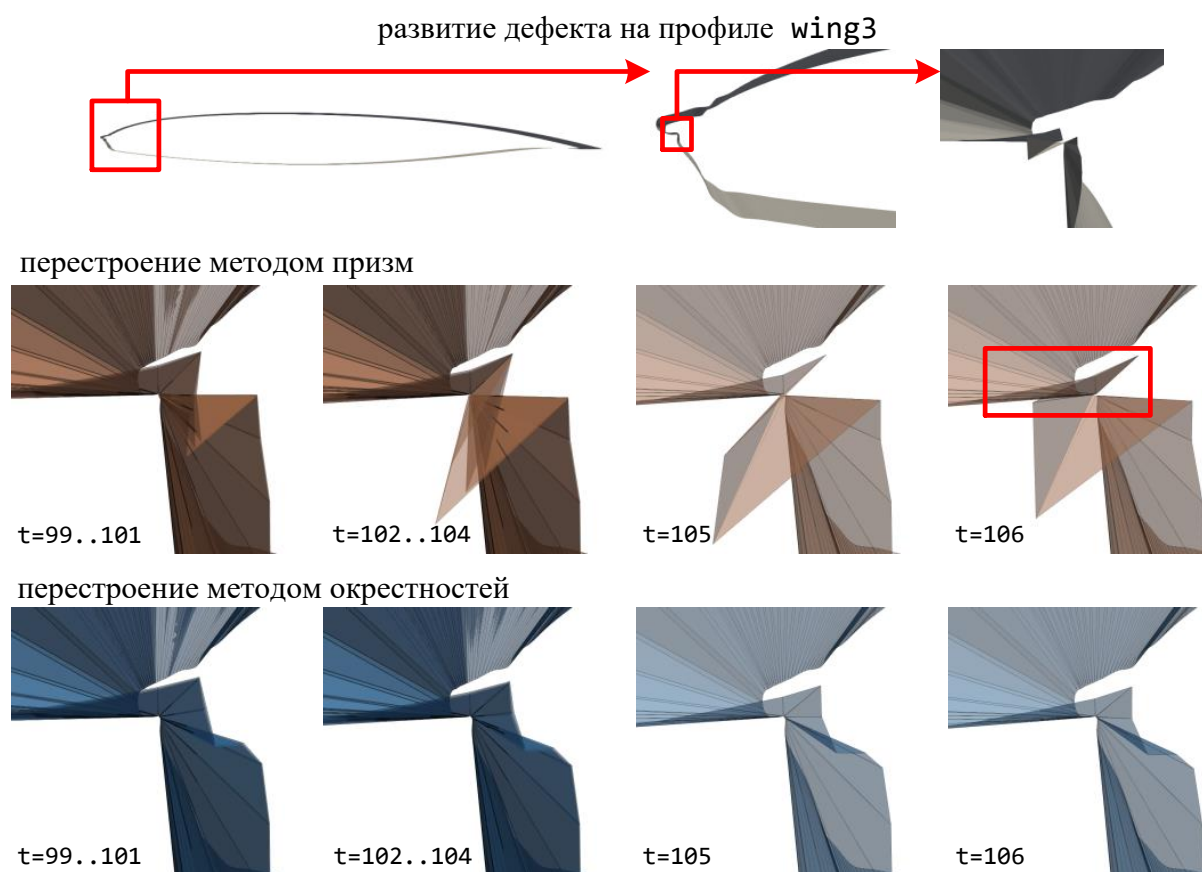 развитие дефекта на профиле wing3
перестроение методом призм
t=99..101
t=102..104
t=105
t=106
перестроение методом окрестностей
t=99..101
t=102..104
t=105
t=106